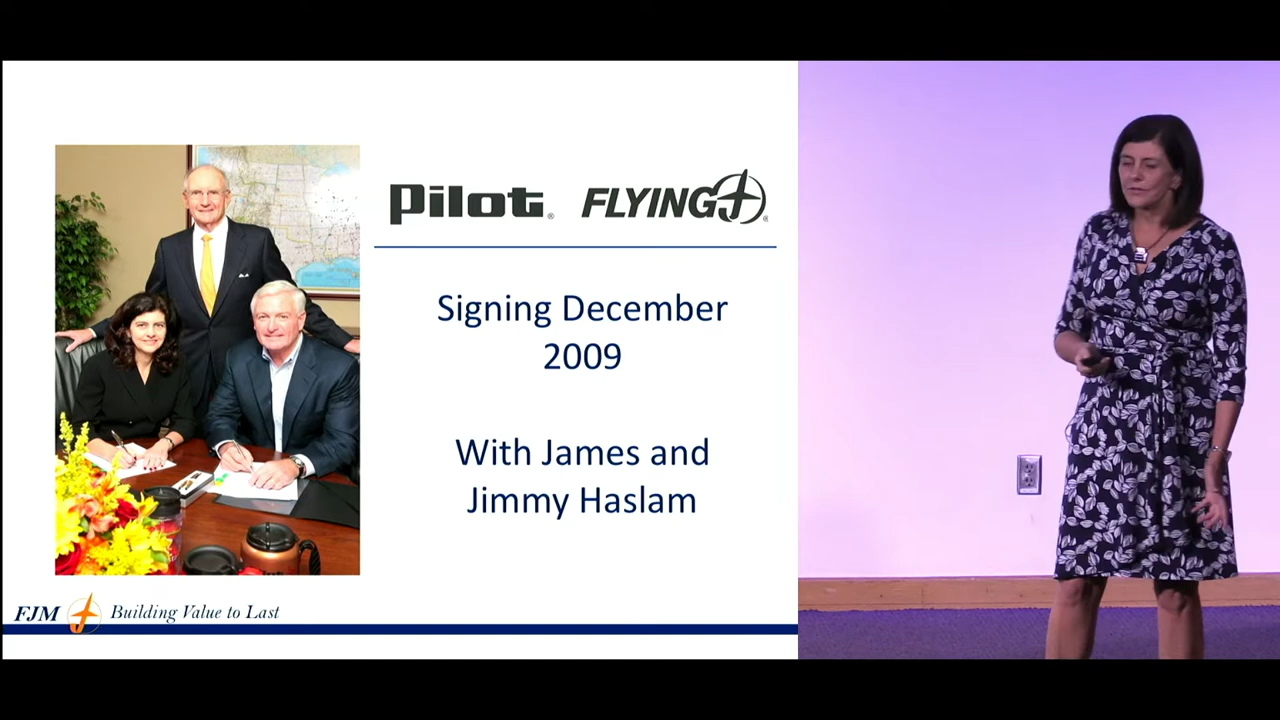 Pilot®
FLYING J®
Signing December
2009
With James and
Jimmy Haslam
FJM Building Value to Last